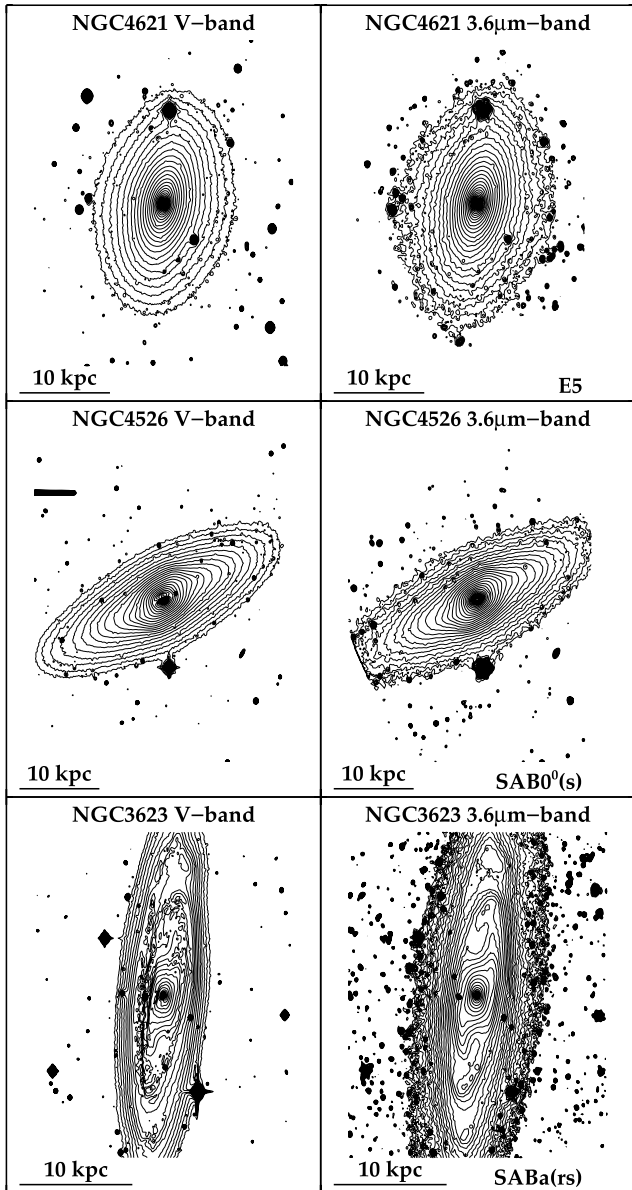 NGC4621 V−band
NGC4621 3.6μm−band
10 kpc
10 kpc
E5
NGC4526 V−band
NGC4526 3.6μm−band
10 kpc
10 kpc
SAB0⁰(s)
NGC3623 V−band
NGC3623 3.6μm−band
10 kpc
10 kpc
SABa(rs)